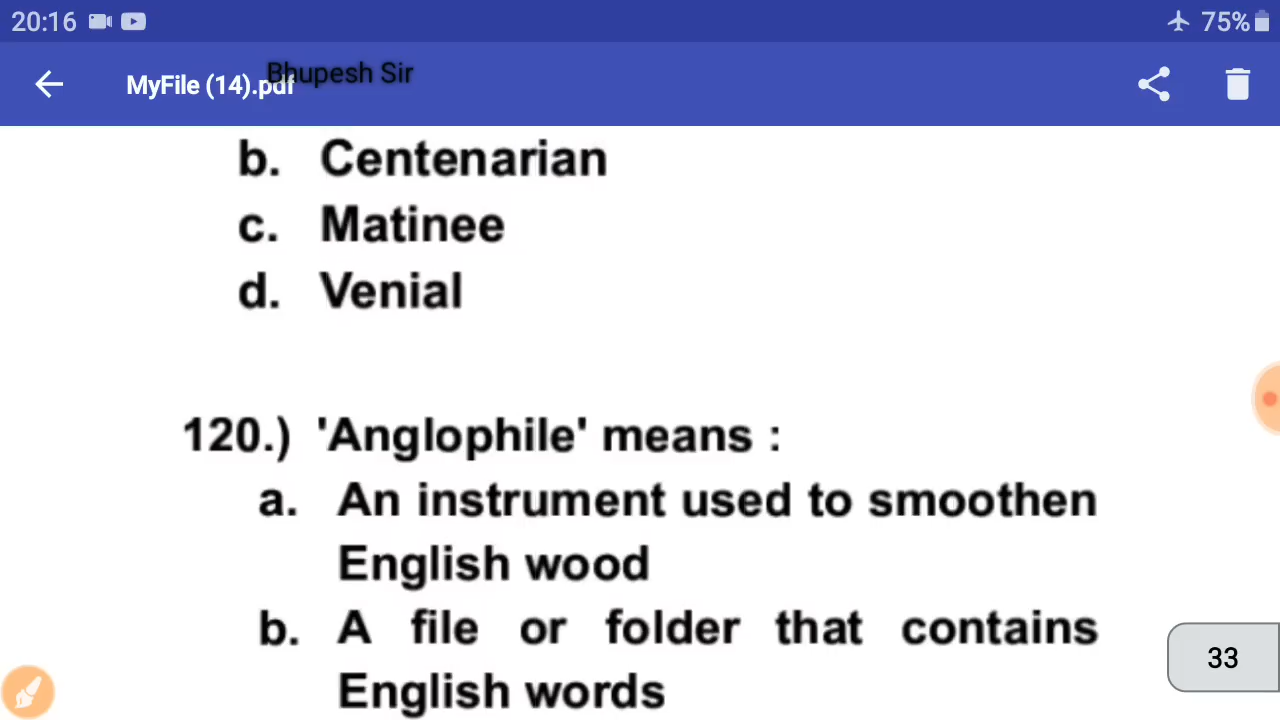 20:16 75%
MyFile (14).pdf Bhupesh Sir
b. Centenarian
c. Matinee
d. Venial
120.) 'Anglophile' means :
a. An instrument used to smoothen
English wood
b. A file or folder that contains
English words
33